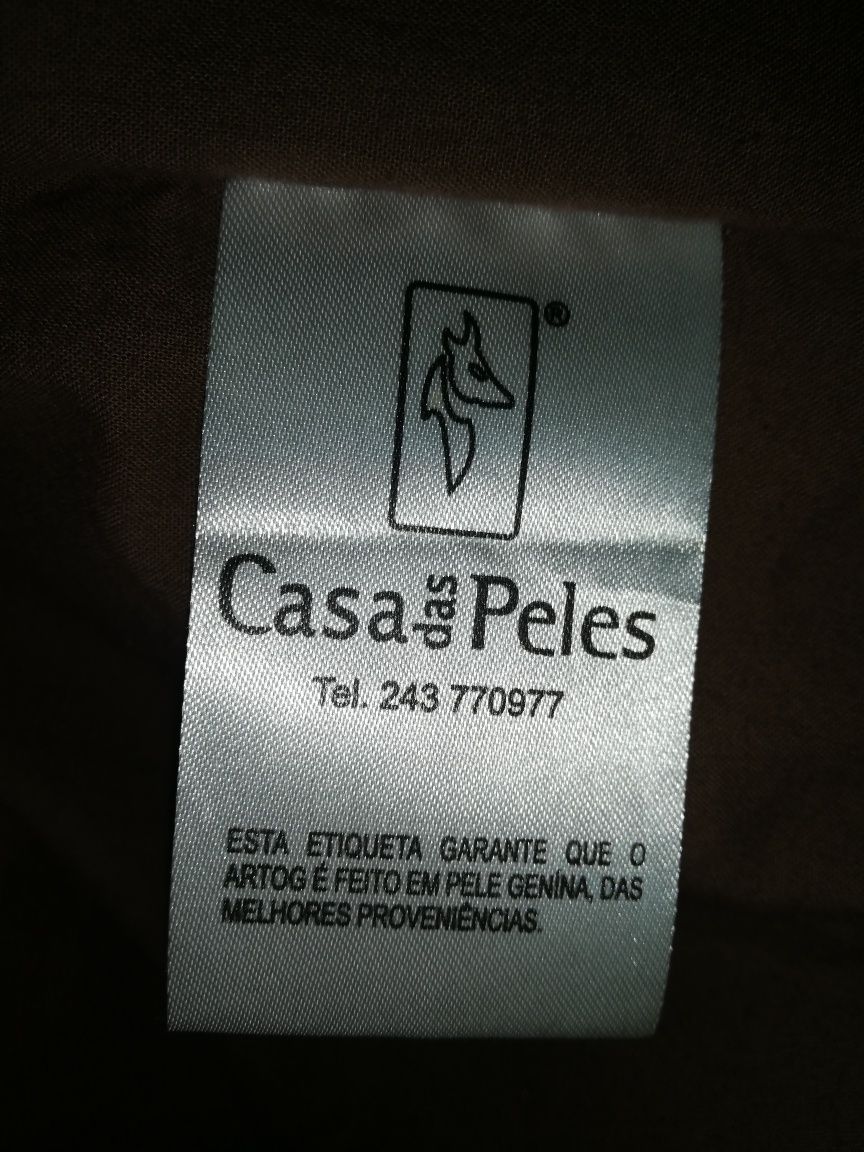 ®
Casa das Peles
Tel. 243 770977
ESTA ETIQUETA GARANTE QUE O
ARTOG É FEITO EM PELE GENÍNA, DAS
MELHORES PROVENIÊNCIAS.